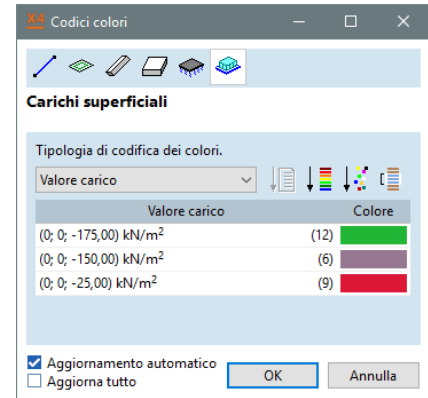 X4 Codici colori
Carichi superficiali
Tipologia di codifica dei colori.
Valore carico
Valore carico Colore
(0; 0; -175,00) kN/m² (12)
(0; 0; -150,00) kN/m² (6)
(0; 0; -25,00) kN/m² (9)
Aggiornamento automatico
Aggiorna tutto
OK Annulla